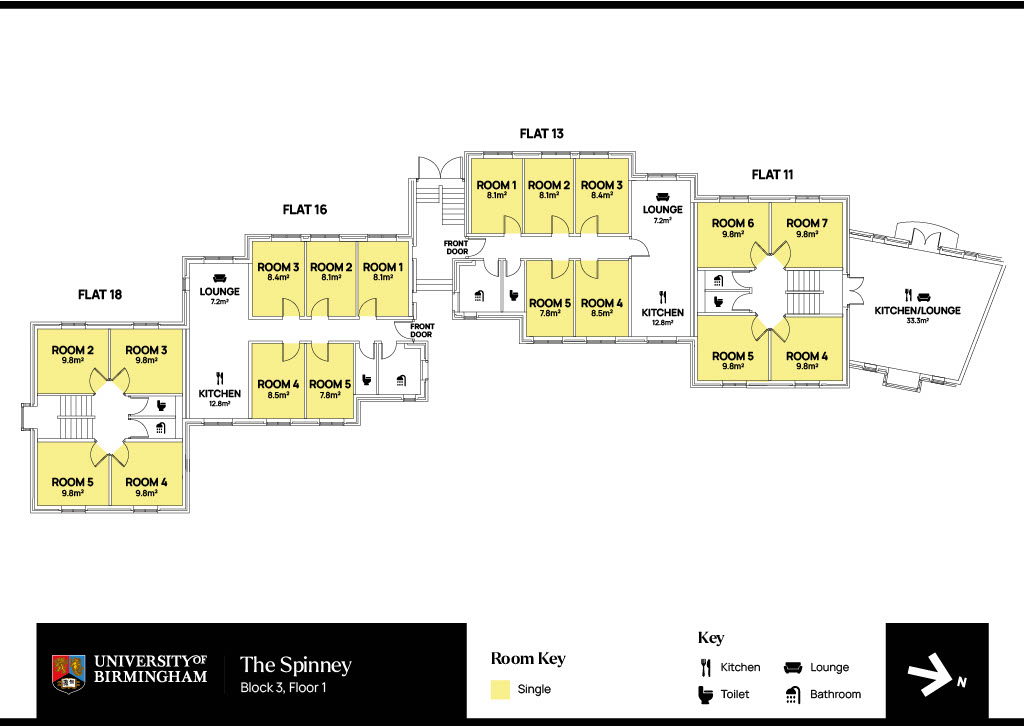 FLAT 13
ROOM 1
8.1m²
ROOM 2
8.1m²
ROOM 3
8.4m²
LOUNGE
7.2m²
FRONT
DOOR
ROOM 5
7.8m²
ROOM 4
8.5m²
KITCHEN
12.8m²
FLAT 11
ROOM 6
9.8m²
ROOM 7
9.8m²
ROOM 5
9.8m²
ROOM 4
9.8m²
KITCHEN/LOUNGE
33.3m²
FLAT 16
LOUNGE
7.2m²
ROOM 3
8.4m²
ROOM 2
8.1m²
ROOM 1
8.1m²
FRONT
DOOR
KITCHEN
12.8m²
ROOM 4
8.5m²
ROOM 5
7.8m²
FLAT 18
ROOM 2
9.8m²
ROOM 3
9.8m²
ROOM 5
9.8m²
ROOM 4
9.8m²
UNIVERSITY OF
BIRMINGHAM
The Spinney
Block 3, Floor 1
Room Key
Single
Key
Kitchen
Lounge
Toilet
Bathroom
N